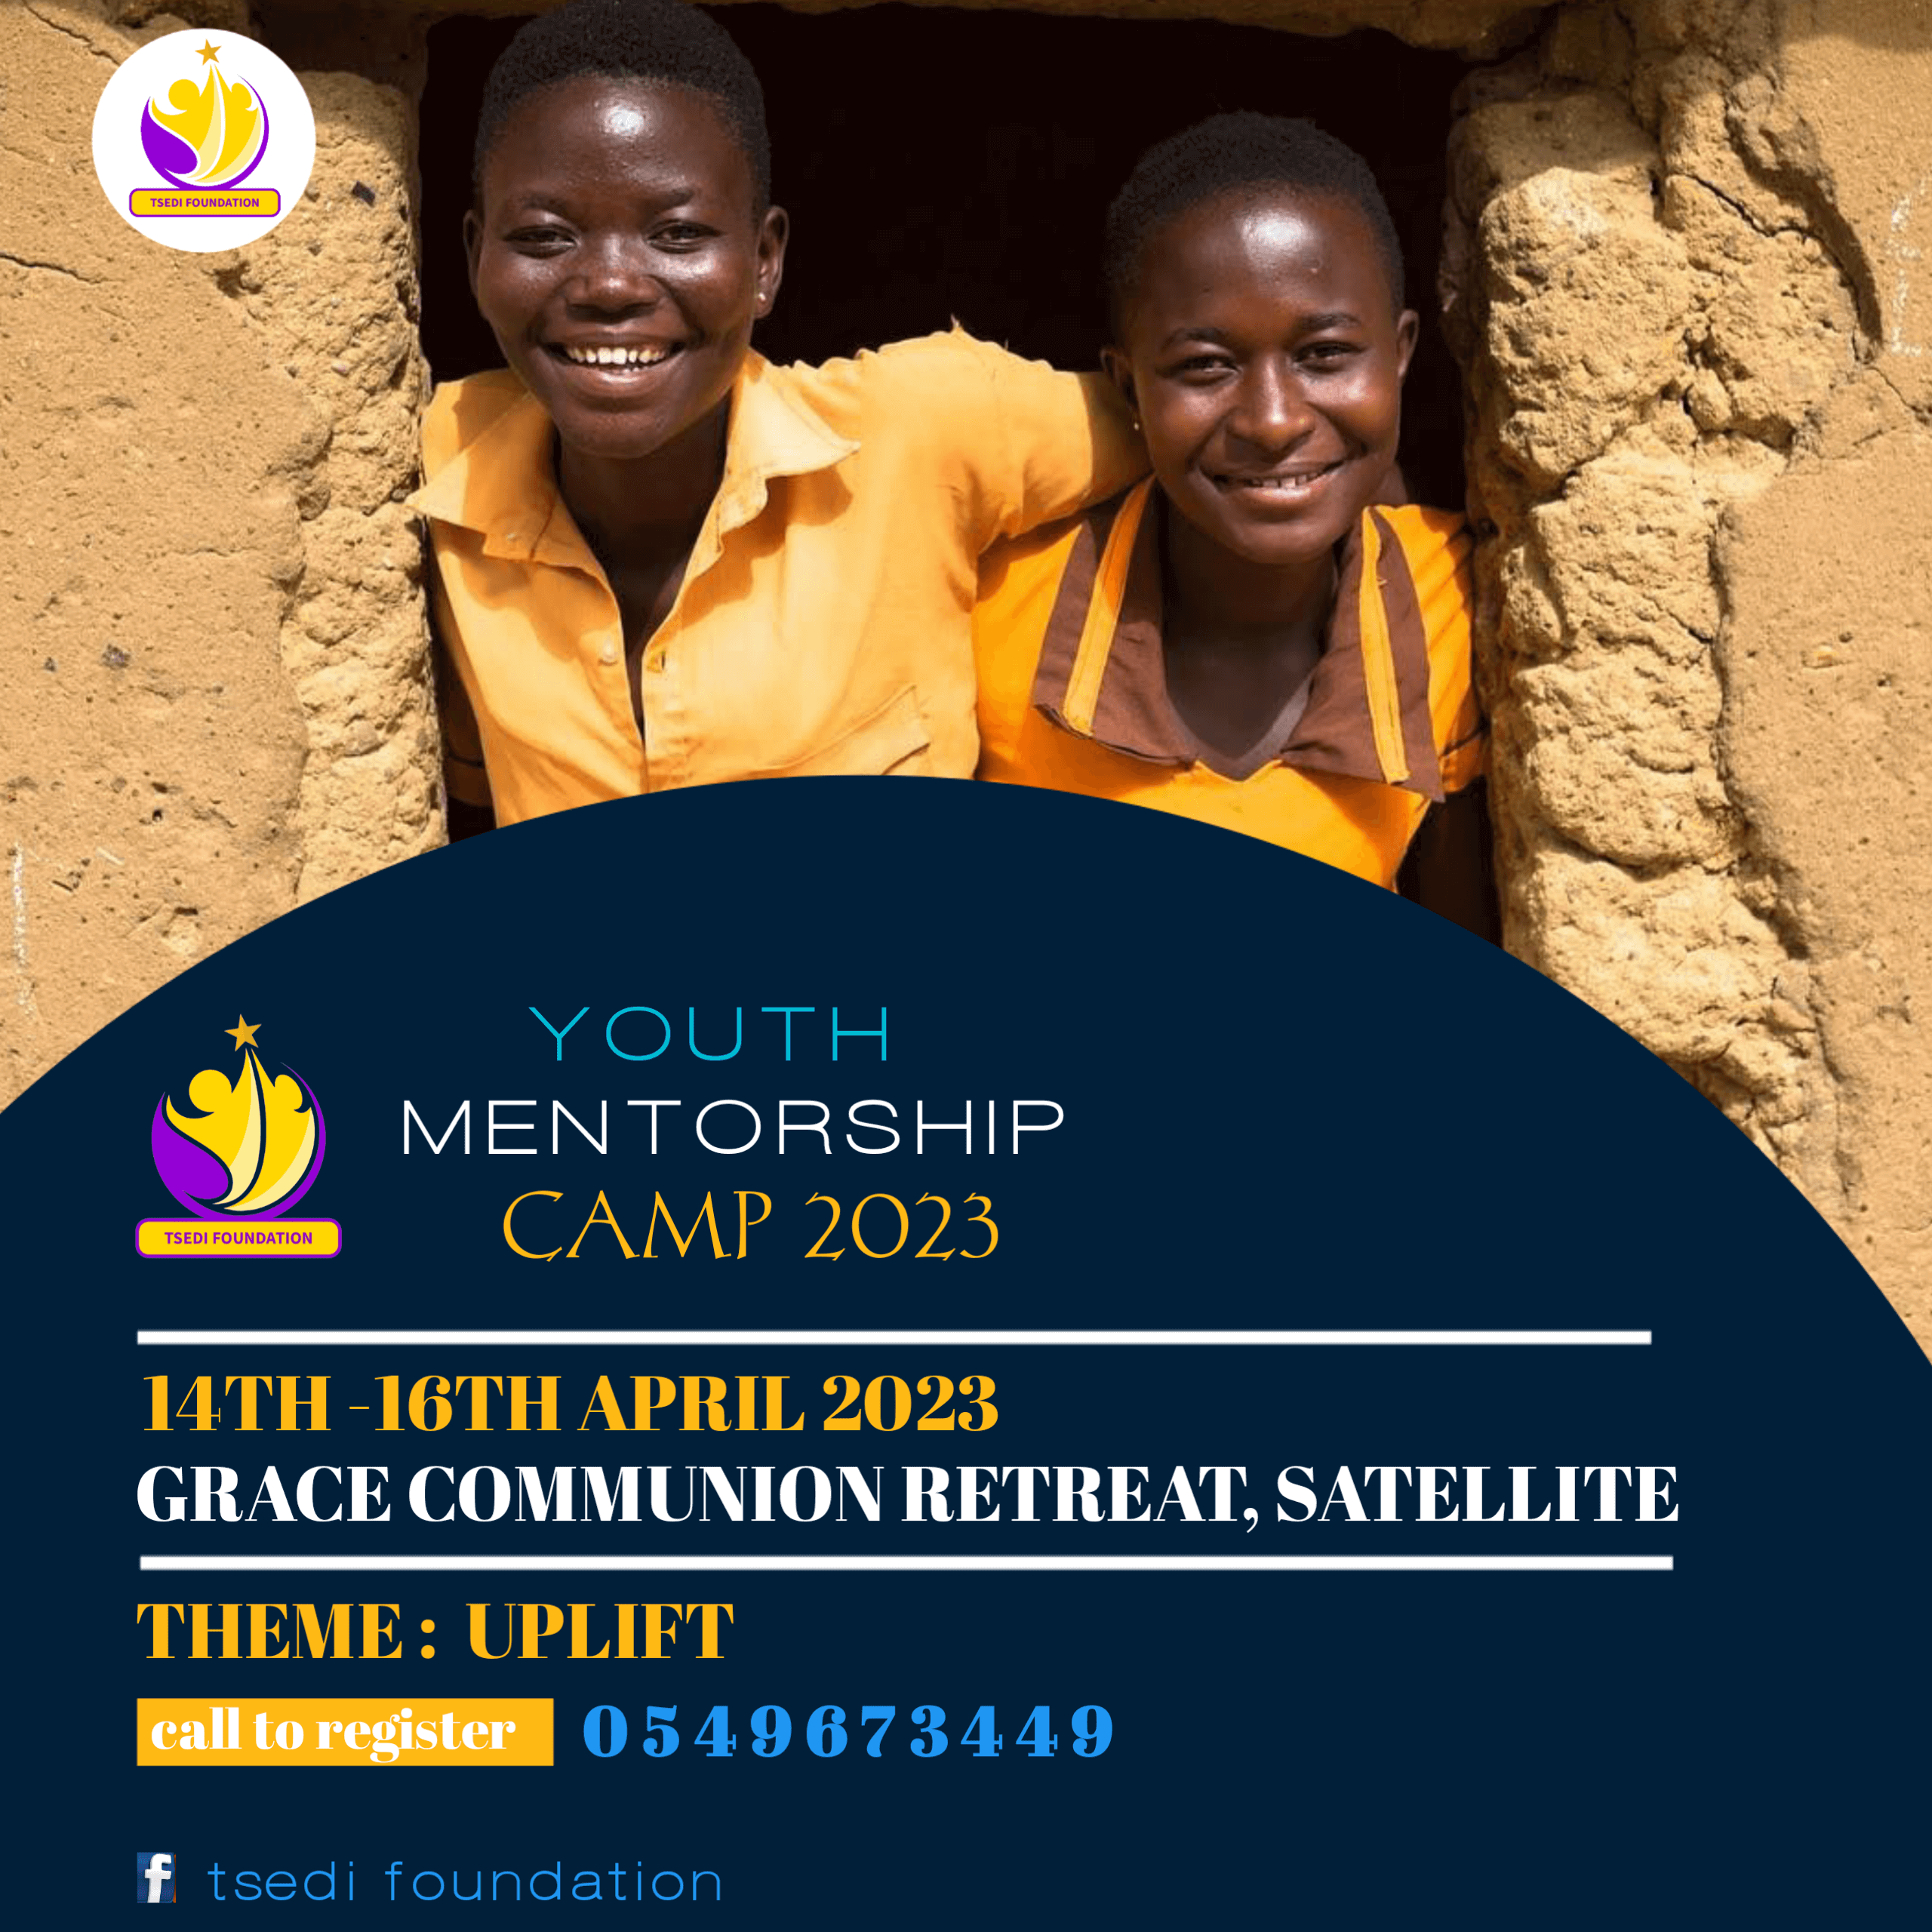 TSEDI FOUNDATION
YOUTH
MENTORSHIP
CAMP 2023
TSEDI FOUNDATION
14TH -16TH APRIL 2023
GRACE COMMUNION RETREAT, SATELLITE
THEME : UPLIFT
call to register 0549673449
f tsedi foundation